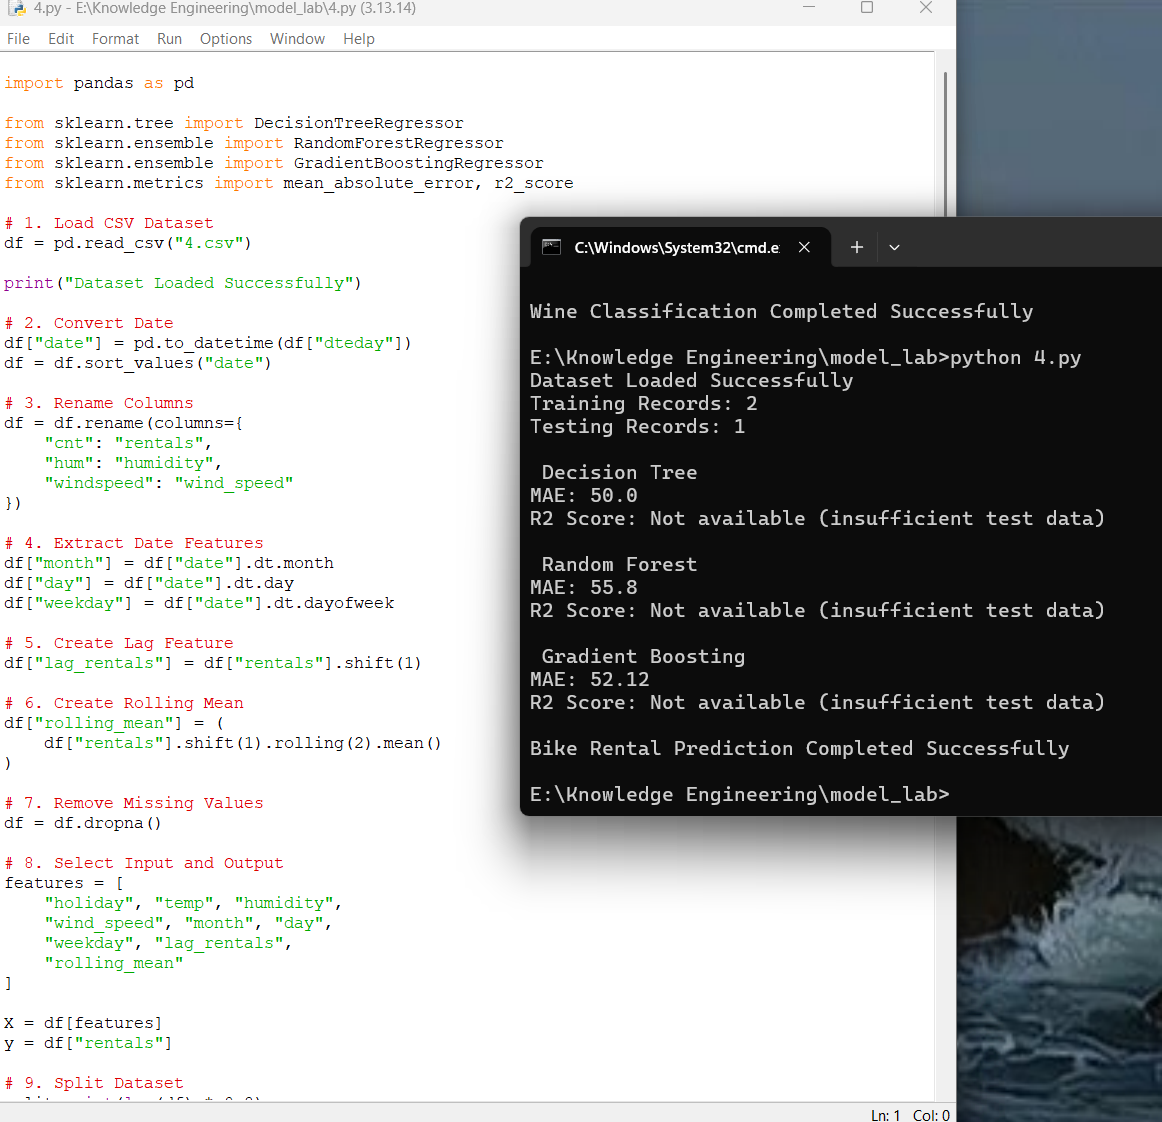 4.py - E:\Knowledge Engineering\model_lab\4.py (3.13.14)
File Edit Format Run Options Window Help
import pandas as pd
from sklearn.tree import DecisionTreeRegressor
from sklearn.ensemble import RandomForestRegressor
from sklearn.ensemble import GradientBoostingRegressor
from sklearn.metrics import mean_absolute_error, r2_score
# 1. Load CSV Dataset
df = pd.read_csv("4.csv")
print("Dataset Loaded Successfully")
# 2. Convert Date
df["date"] = pd.to_datetime(df["dteday"])
df = df.sort_values("date")
# 3. Rename Columns
df = df.rename(columns={
    "cnt": "rentals",
    "hum": "humidity",
    "windspeed": "wind_speed"
})
# 4. Extract Date Features
df["month"] = df["date"].dt.month
df["day"] = df["date"].dt.day
df["weekday"] = df["date"].dt.dayofweek
# 5. Create Lag Feature
df["lag_rentals"] = df["rentals"].shift(1)
# 6. Create Rolling Mean
df["rolling_mean"] = (
    df["rentals"].shift(1).rolling(2).mean()
)
# 7. Remove Missing Values
df = df.dropna()
# 8. Select Input and Output
features = [
    "holiday", "temp", "humidity",
    "wind_speed", "month", "day",
    "weekday", "lag_rentals",
    "rolling_mean"
]
X = df[features]
y = df["rentals"]
# 9. Split Dataset
Ln: 1 Col: 0
C:\Windows\System32\cmd.e
Wine Classification Completed Successfully
E:\Knowledge Engineering\model_lab>python 4.py
Dataset Loaded Successfully
Training Records: 2
Testing Records: 1
Decision Tree
MAE: 50.0
R2 Score: Not available (insufficient test data)
Random Forest
MAE: 55.8
R2 Score: Not available (insufficient test data)
Gradient Boosting
MAE: 52.12
R2 Score: Not available (insufficient test data)
Bike Rental Prediction Completed Successfully
E:\Knowledge Engineering\model_lab>